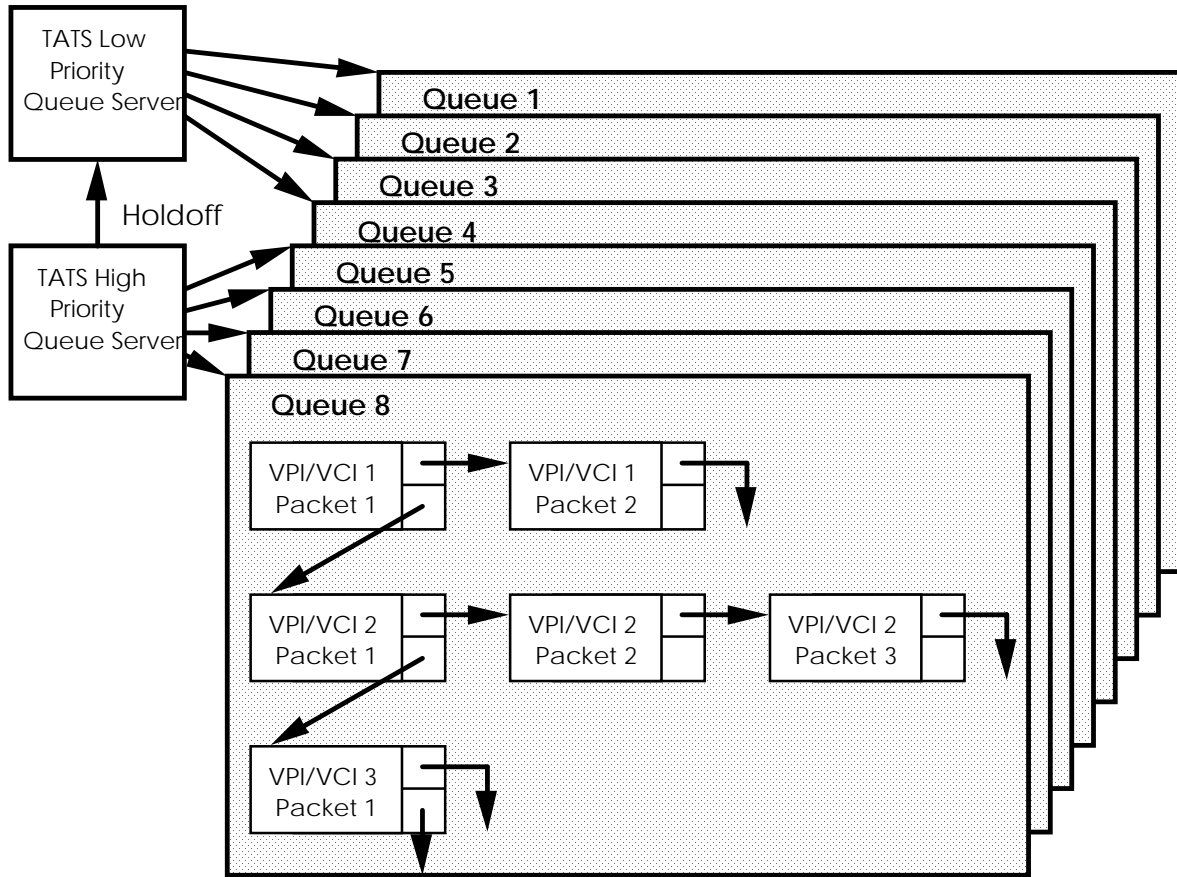 TATS Low
Priority
Queue Server
Holdoff
TATS High
Priority
Queue Server
Queue 1
Queue 2
Queue 3
Queue 4
Queue 5
Queue 6
Queue 7
Queue 8
VPI/VCI 1
Packet 1
VPI/VCI 1
Packet 2
VPI/VCI 2
Packet 1
VPI/VCI 2
Packet 2
VPI/VCI 2
Packet 3
VPI/VCI 3
Packet 1